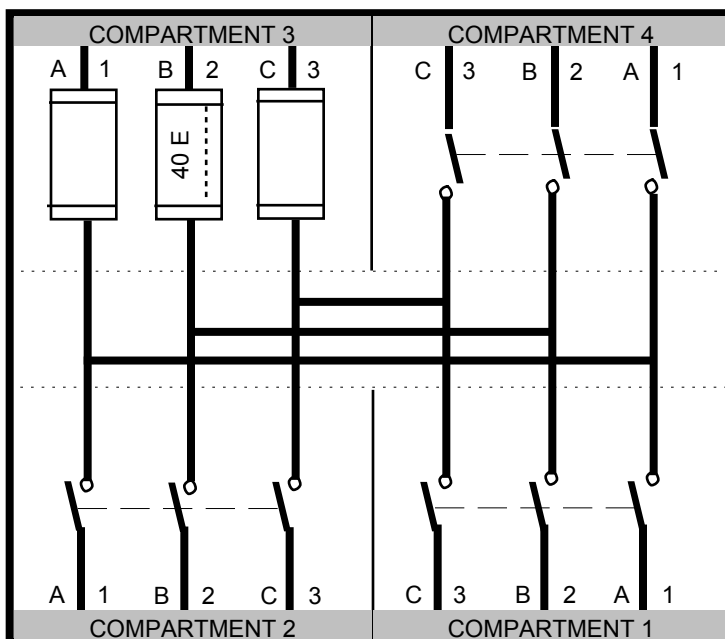 COMPARTMENT 3
COMPARTMENT 4
A 1 B 2 C 3
C 3 B 2 A 1
40 E
A 1 B 2 C 3
C 3 B 2 A 1
COMPARTMENT 2
COMPARTMENT 1